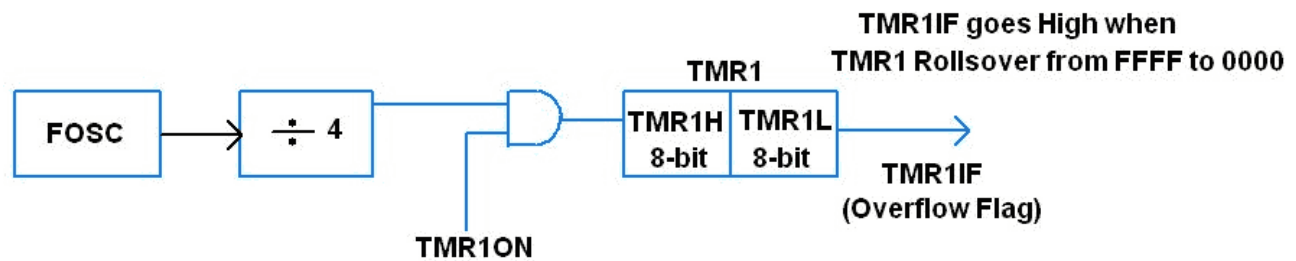 TMR1IF goes High when
TMR1 Rollsover from FFFF to 0000
TMR1
FOSC
÷ 4
TMR1H
8-bit
TMR1L
8-bit
TMR1IF
(Overflow Flag)
TMR1ON